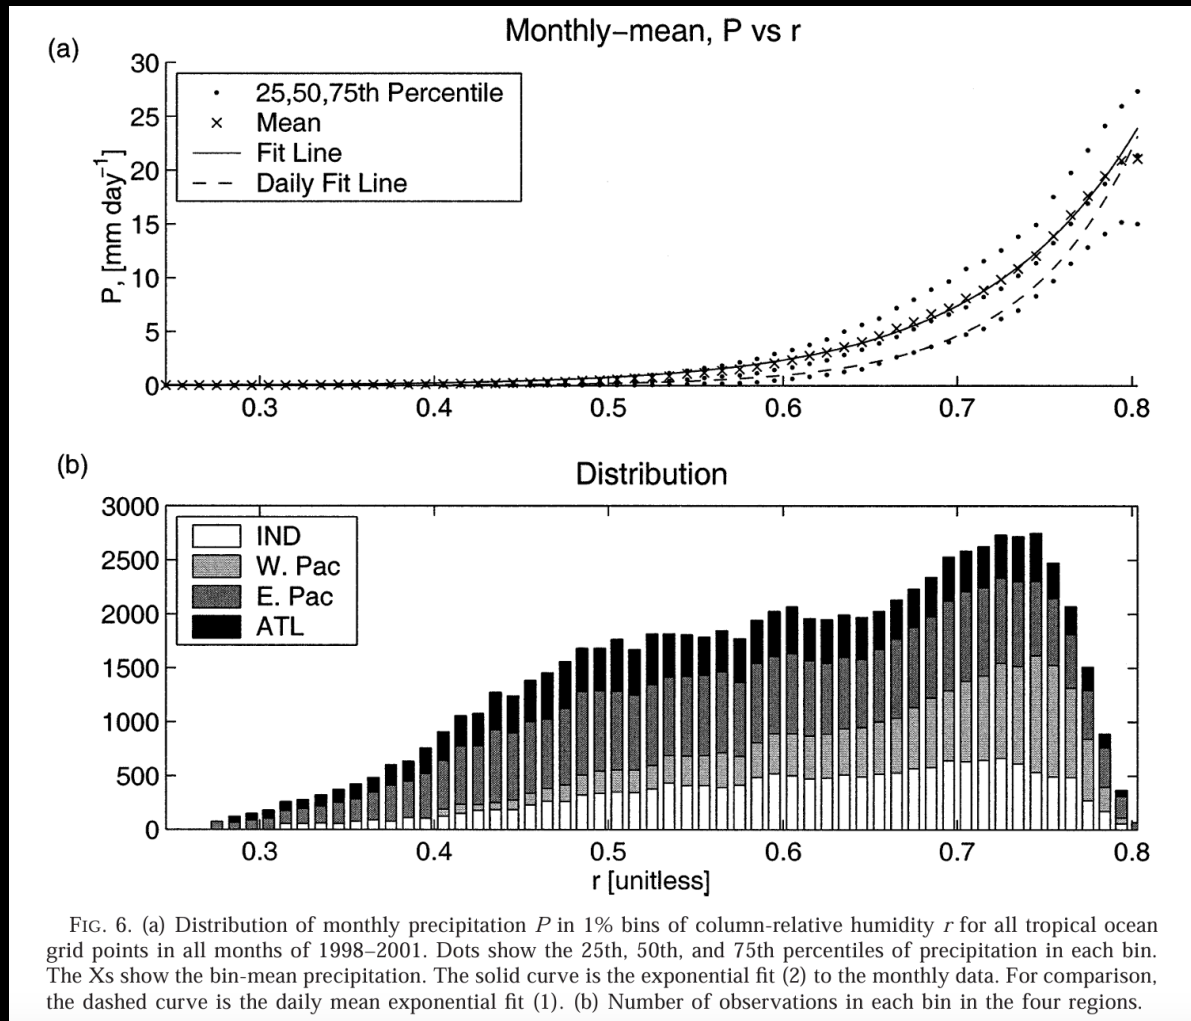 Monthly–mean, P vs r
(a)
30
25
20
15
10
5
0
P, [mm day⁻¹]
25,50,75th Percentile
Mean
Fit Line
Daily Fit Line
0.3 0.4 0.5 0.6 0.7 0.8
(b)
Distribution
3000
2500
2000
1500
1000
500
0
IND
W. Pac
E. Pac
ATL
0.3 0.4 0.5 0.6 0.7 0.8
r [unitless]
FIG. 6. (a) Distribution of monthly precipitation P in 1% bins of column-relative humidity r for all tropical ocean
grid points in all months of 1998–2001. Dots show the 25th, 50th, and 75th percentiles of precipitation in each bin.
The Xs show the bin-mean precipitation. The solid curve is the exponential fit (2) to the monthly data. For comparison,
the dashed curve is the daily mean exponential fit (1). (b) Number of observations in each bin in the four regions.